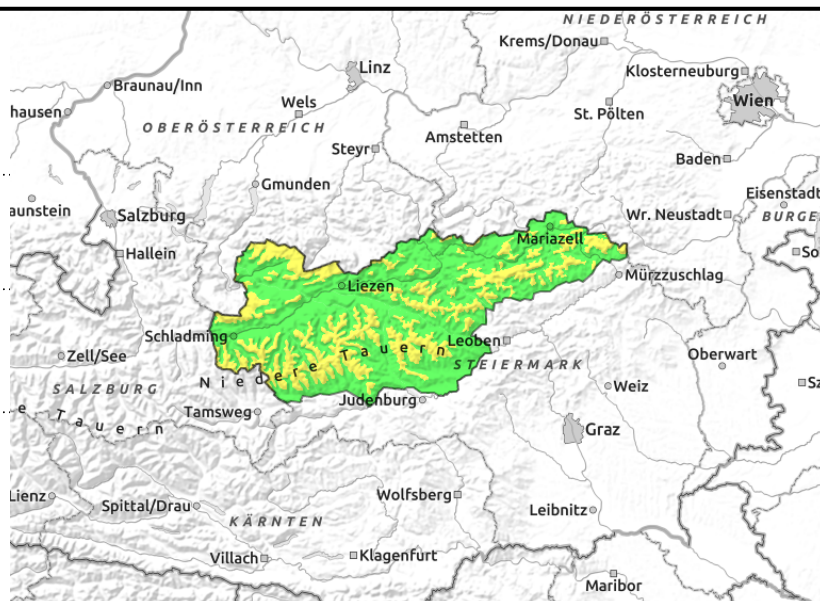 NIEDERÖSTERREICH
Krems/Donau
Linz
Klosterneuburg
Braunau/Inn
Wels
Wien
hausen
St. Pölten
OBERÖSTERREICH
Amstetten
Steyr
Baden
Gmunden
Eisenstadt
aunstein
Salzburg
Wr. Neustadt
BURGE
Mariazell
Hallein
So
Mürzzuschlag
Liezen
Schladming
Leoben
Zell/See
Niedere Tauern
STEIERMARK
Oberwart
SALZBURG
Weiz
Sz
Tamsweg
Judenburg
e Tauern
Graz
Lienz
Spittal/Drau
Wolfsberg
Leibnitz
KÄRNTEN
Villach
Klagenfurt
Maribor